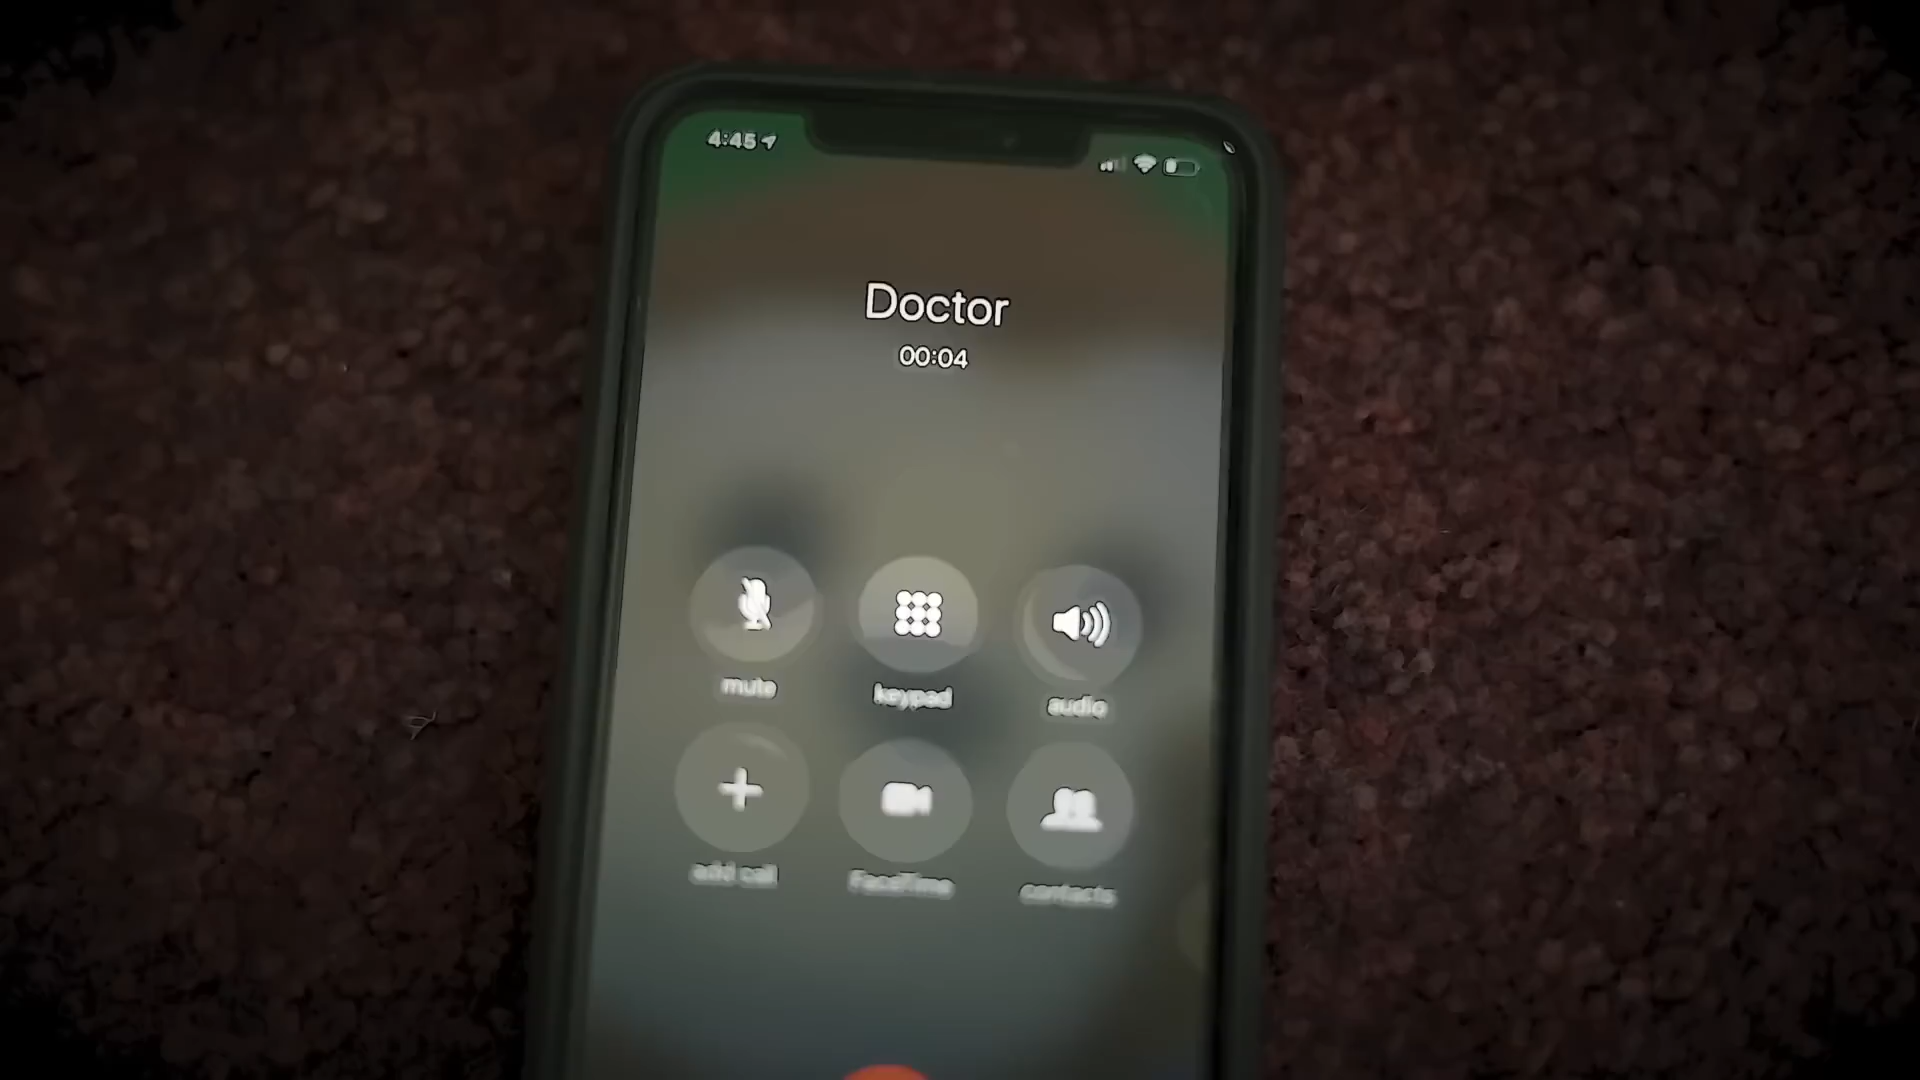 4:45
Doctor
00:04
mute
keypad
audio
add call
FaceTime
contacts